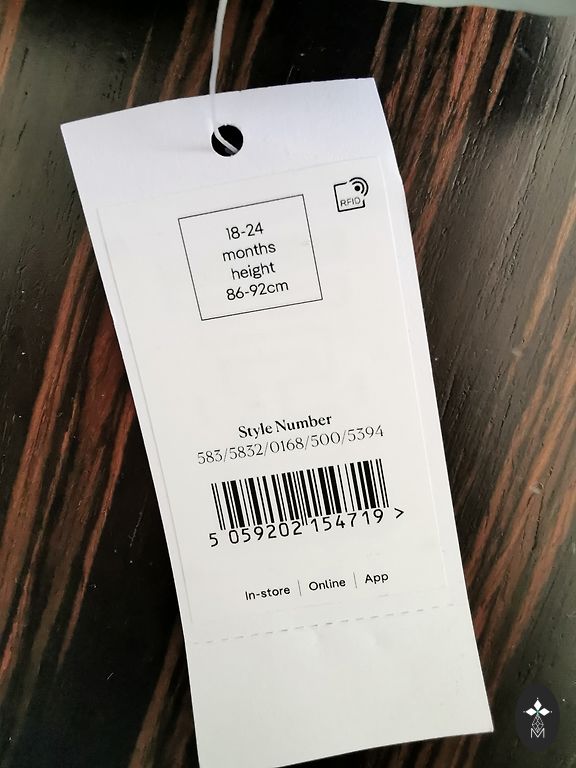 RFID
18-24
months
height
86-92cm
Style Number
583/5832/0168/500/5394
5 059202 154719 >
In-store | Online | App
M